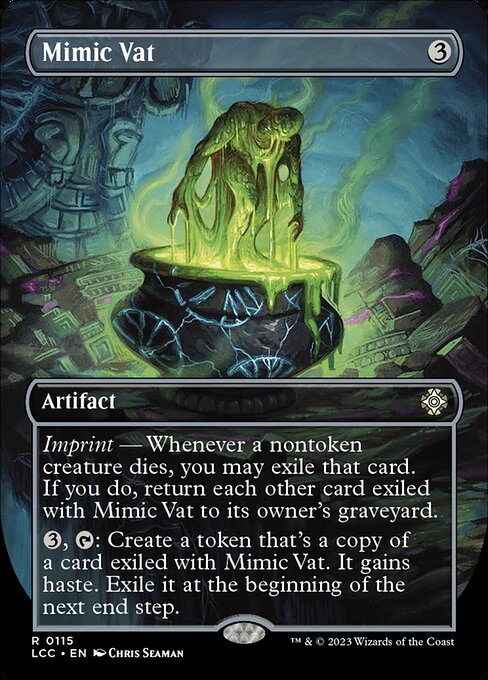 Mimic Vat 3
Artifact
Imprint — Whenever a nontoken
creature dies, you may exile that card.
If you do, return each other card exiled
with Mimic Vat to its owner's graveyard.
3, : Create a token that's a copy of
a card exiled with Mimic Vat. It gains
haste. Exile it at the beginning of the
next end step.
R 0115
LCC • EN Chris Seaman
™ & © 2023 Wizards of the Coast